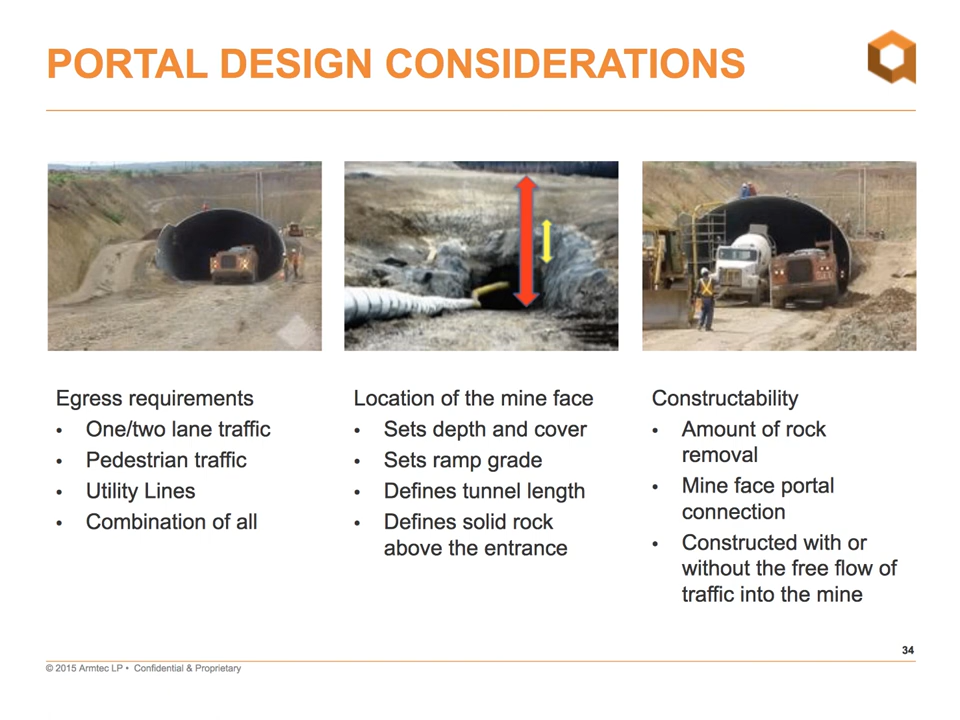 PORTAL DESIGN CONSIDERATIONS
Egress requirements
• One/two lane traffic
• Pedestrian traffic
• Utility Lines
• Combination of all
Location of the mine face
• Sets depth and cover
• Sets ramp grade
• Defines tunnel length
• Defines solid rock
above the entrance
Constructability
• Amount of rock
removal
• Mine face portal
connection
• Constructed with or
without the free flow of
traffic into the mine
34
© 2015 Armtec LP • Confidential & Proprietary